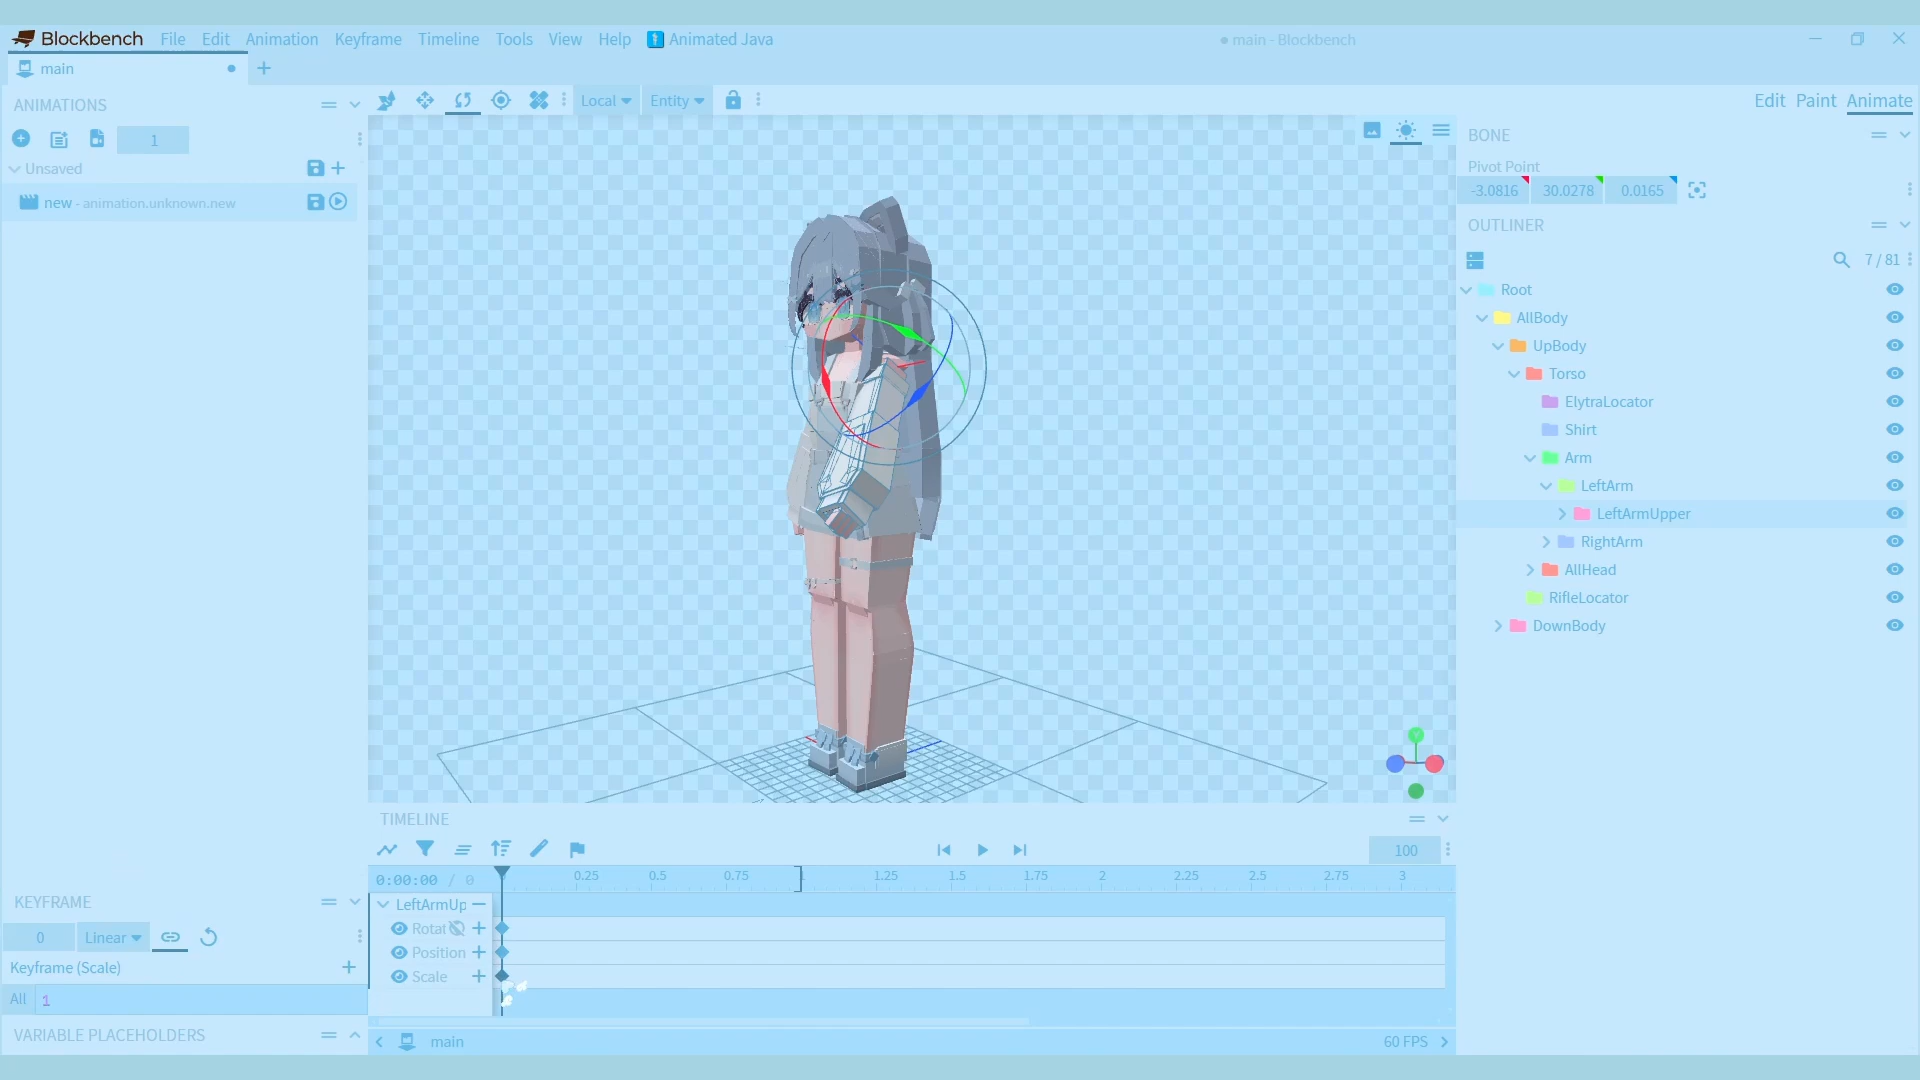 Blockbench File Edit Animation Keyframe Timeline Tools View Help Animated Java
● main - Blockbench
main
ANIMATIONS
1
Unsaved
new - animation.unknown.new
Local Entity
Edit Paint Animate
BONE
Pivot Point
-3.0816 30.0278 0.0165
OUTLINER
7 / 81
Root
AllBody
UpBody
Torso
ElytraLocator
Shirt
Arm
LeftArm
LeftArmUpper
RightArm
AllHead
RifleLocator
DownBody
TIMELINE
100
0:00:00 / 0
0.25 0.5 0.75 1.25 1.5 1.75 2 2.25 2.5 2.75 3
LeftArmUp
Rotat
Position
Scale
KEYFRAME
0 Linear
Keyframe (Scale)
All 1
VARIABLE PLACEHOLDERS
main
60 FPS